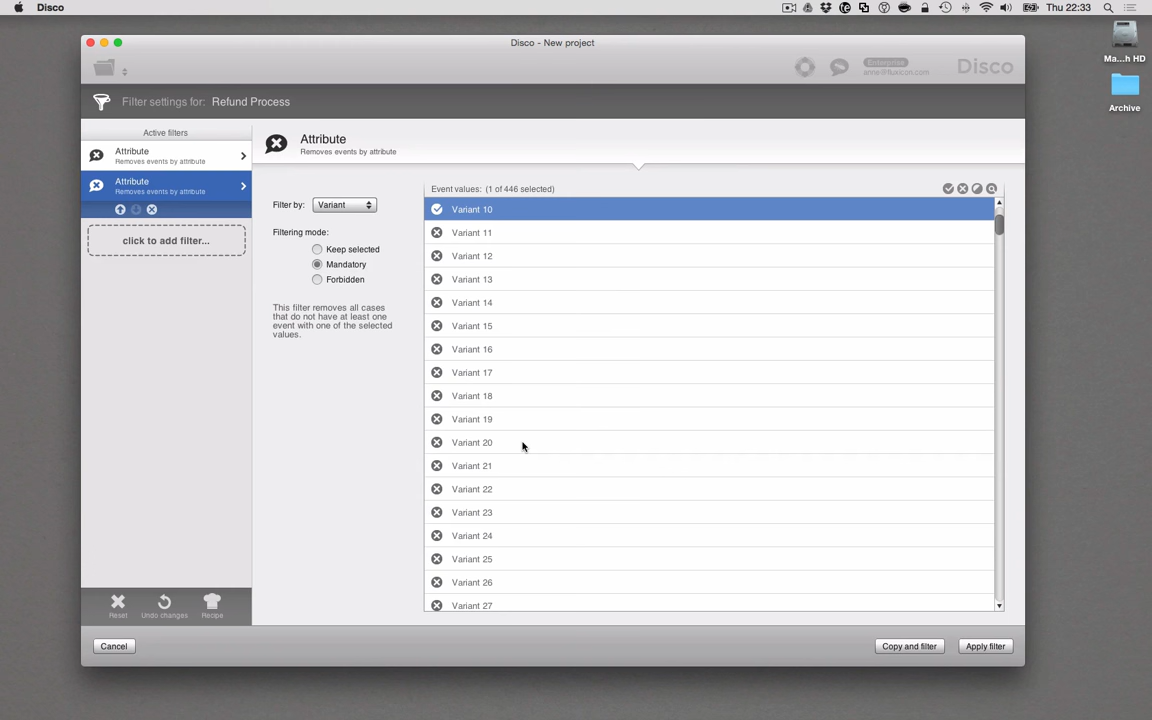 Disco
Thu 22:33
Disco - New project
Enterprise
anne@fluxicon.com
Disco
Ma...h HD
Archive
Filter settings for: Refund Process
Active filters
Attribute
Removes events by attribute
Attribute
Removes events by attribute
click to add filter...
Reset
Undo changes
Recipe
Attribute
Removes events by attribute
Filter by:
Variant
Filtering mode:
Keep selected
Mandatory
Forbidden
This filter removes all cases
that do not have at least one
event with one of the selected
values.
Event values: (1 of 446 selected)
Variant 10
Variant 11
Variant 12
Variant 13
Variant 14
Variant 15
Variant 16
Variant 17
Variant 18
Variant 19
Variant 20
Variant 21
Variant 22
Variant 23
Variant 24
Variant 25
Variant 26
Variant 27
Cancel
Copy and filter
Apply filter